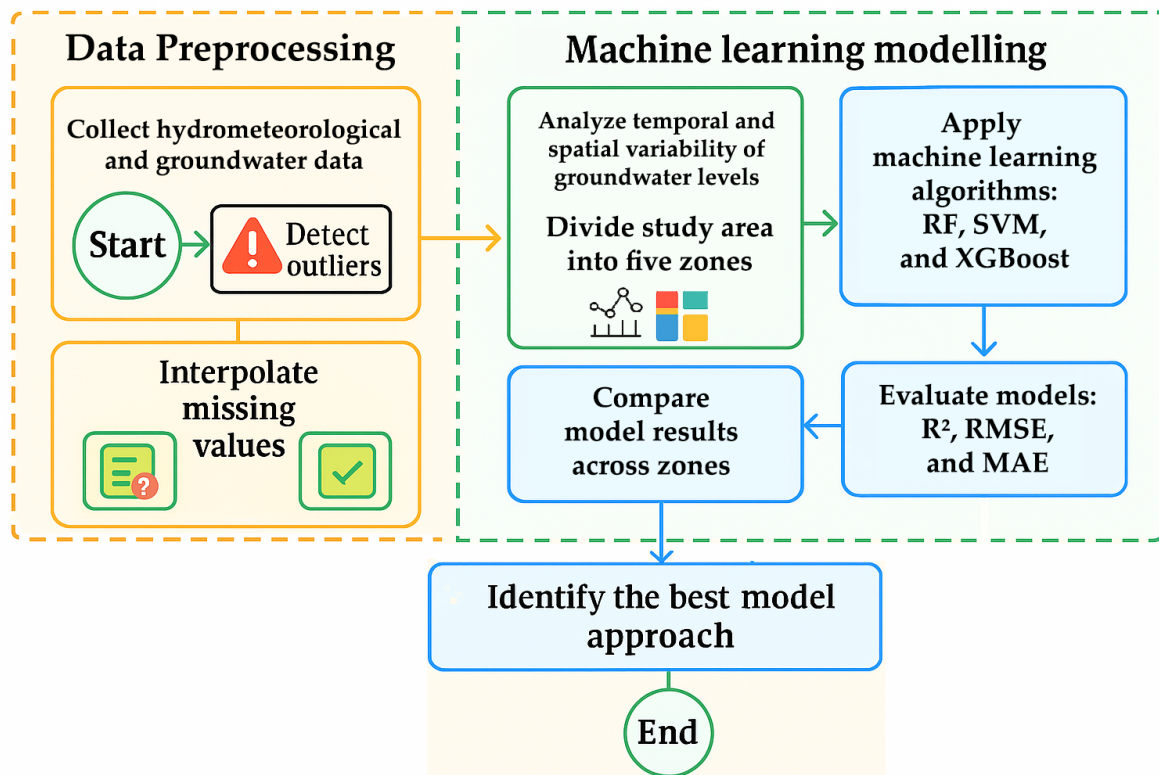 Data Preprocessing
Collect hydrometeorological
and groundwater data
Start
Detect
outliers
Interpolate
missing
values
?
Machine learning modelling
Analyze temporal and
spatial variability of
groundwater levels
Divide study area
into five zones
Apply
machine learning
algorithms:
RF, SVM,
and XGBoost
Evaluate models:
R², RMSE,
and MAE
Compare
model results
across zones
Identify the best model
approach
End